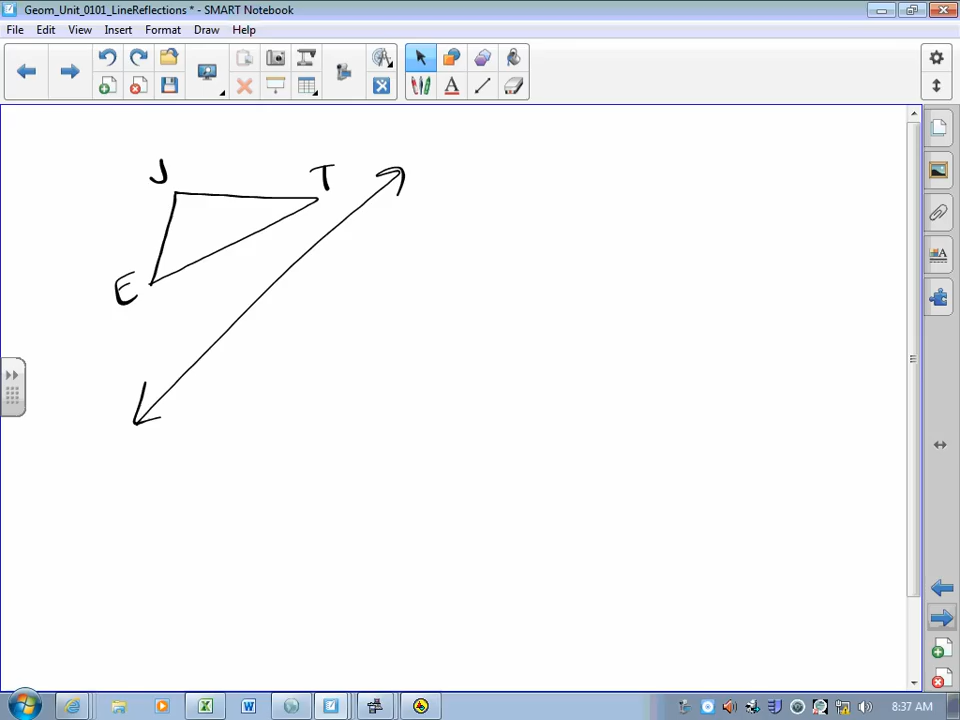 Geom_Unit_0101_LineReflections * - SMART Notebook
File Edit View Insert Format Draw Help
J
T
E
8:37 AM